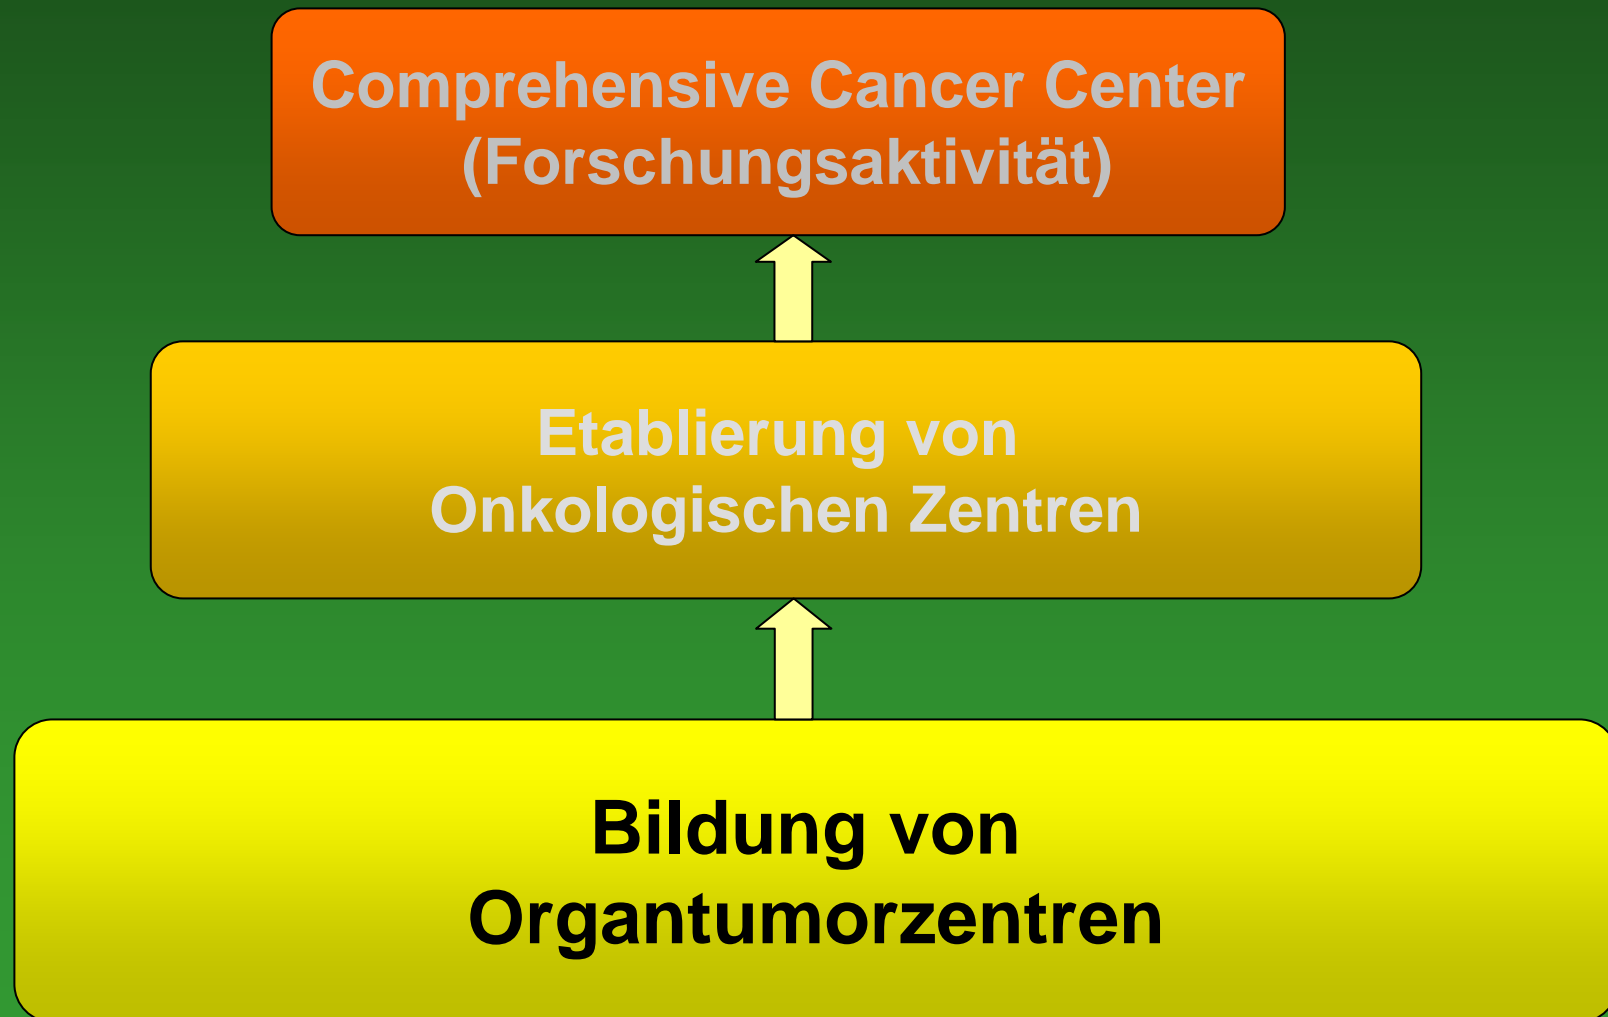 Comprehensive Cancer Center
(Forschungsaktivität)
Etablierung von
Onkologischen Zentren
Bildung von
Organtumorzentren